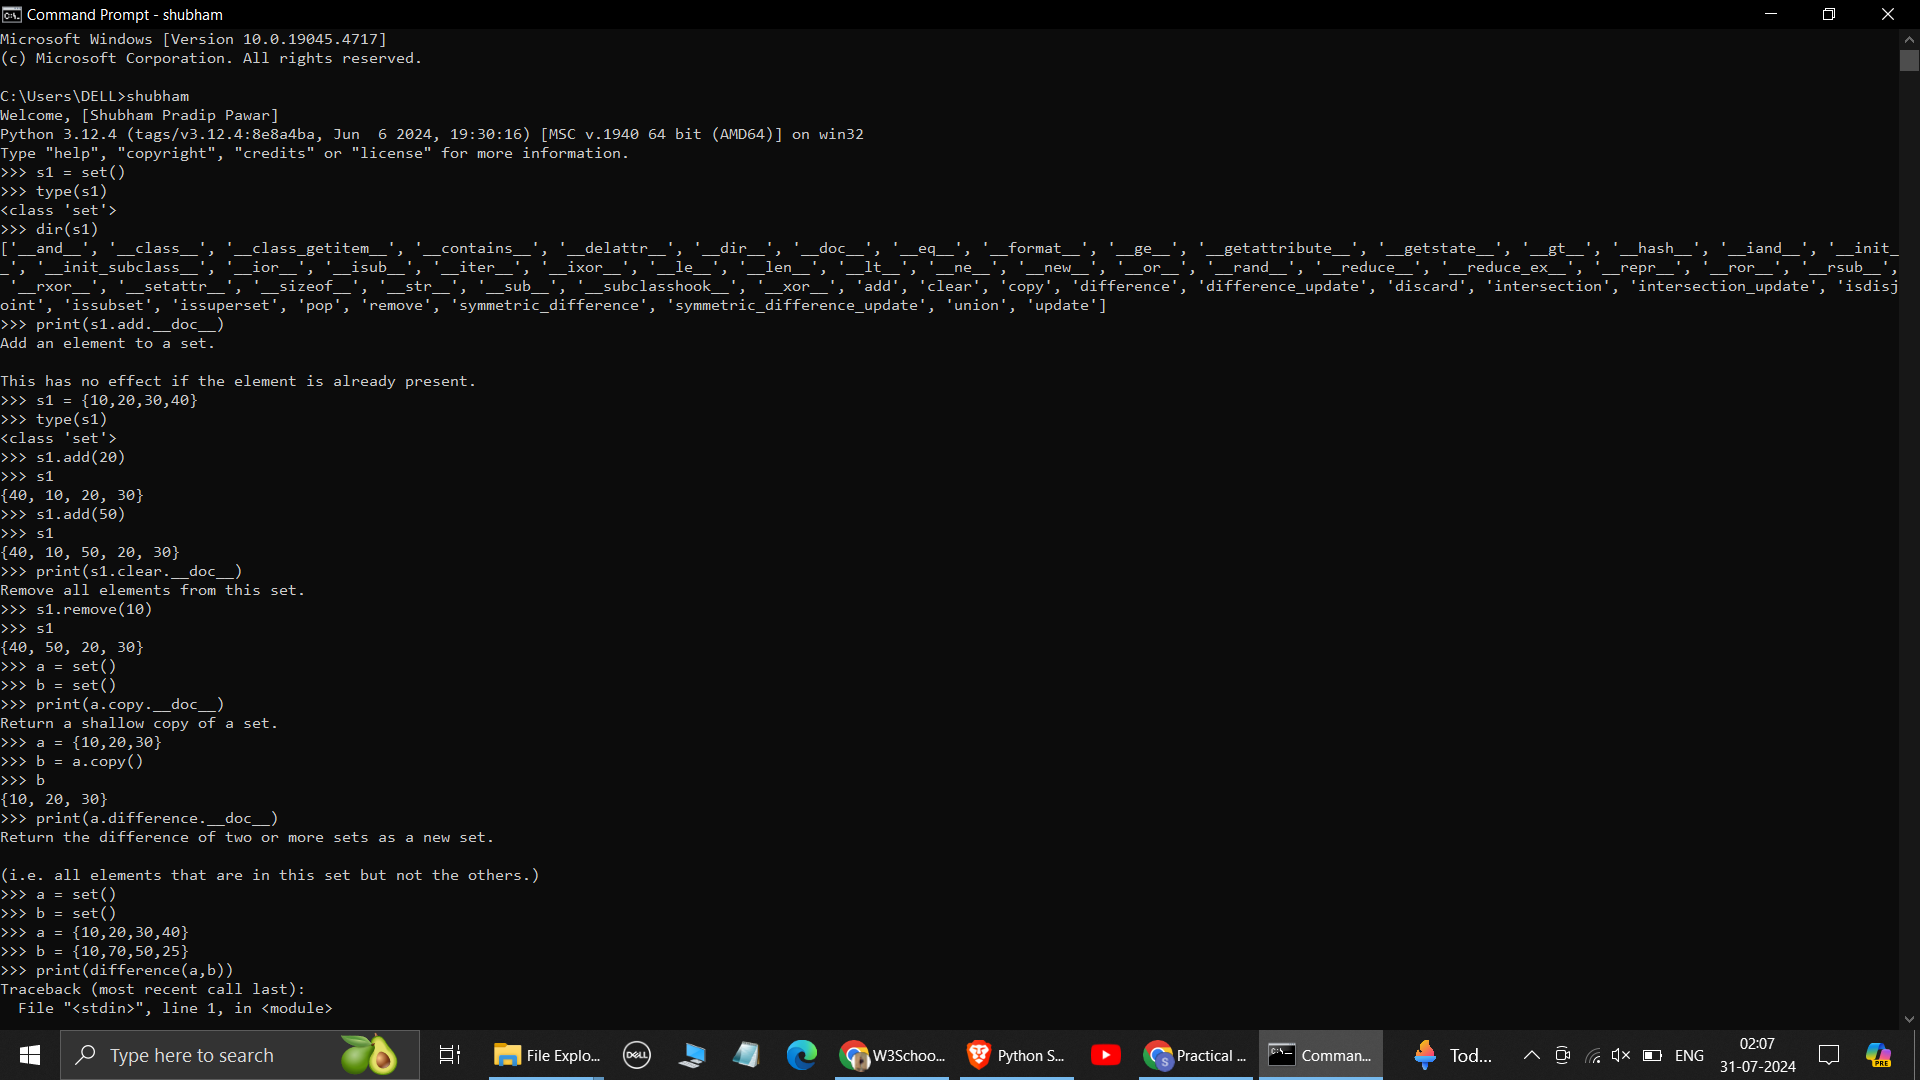 Command Prompt - shubham
Microsoft Windows [Version 10.0.19045.4717]
(c) Microsoft Corporation. All rights reserved.
C:\Users\DELL>shubham
Welcome, [Shubham Pradip Pawar]
Python 3.12.4 (tags/v3.12.4:8e8a4ba, Jun  6 2024, 19:30:16) [MSC v.1940 64 bit (AMD64)] on win32
Type "help", "copyright", "credits" or "license" for more information.
>>> s1 = set()
>>> type(s1)
<class 'set'>
>>> dir(s1)
['__and__', '__class__', '__class_getitem__', '__contains__', '__delattr__', '__dir__', '__doc__', '__eq__', '__format__', '__ge__', '__getattribute__', '__getstate__', '__gt__', '__hash__', '__iand__', '__init_
_', '__init_subclass__', '__ior__', '__isub__', '__iter__', '__ixor__', '__le__', '__len__', '__lt__', '__ne__', '__new__', '__or__', '__rand__', '__reduce__', '__reduce_ex__', '__repr__', '__ror__', '__rsub__',
 '__rxor__', '__setattr__', '__sizeof__', '__str__', '__sub__', '__subclasshook__', '__xor__', 'add', 'clear', 'copy', 'difference', 'difference_update', 'discard', 'intersection', 'intersection_update', 'isdisj
oint', 'issubset', 'issuperset', 'pop', 'remove', 'symmetric_difference', 'symmetric_difference_update', 'union', 'update']
>>> print(s1.add.__doc__)
Add an element to a set.
This has no effect if the element is already present.
>>> s1 = {10,20,30,40}
>>> type(s1)
<class 'set'>
>>> s1.add(20)
>>> s1
{40, 10, 20, 30}
>>> s1.add(50)
>>> s1
{40, 10, 50, 20, 30}
>>> print(s1.clear.__doc__)
Remove all elements from this set.
>>> s1.remove(10)
>>> s1
{40, 50, 20, 30}
>>> a = set()
>>> b = set()
>>> print(a.copy.__doc__)
Return a shallow copy of a set.
>>> a = {10,20,30}
>>> b = a.copy()
>>> b
{10, 20, 30}
>>> print(a.difference.__doc__)
Return the difference of two or more sets as a new set.
(i.e. all elements that are in this set but not the others.)
>>> a = set()
>>> b = set()
>>> a = {10,20,30,40}
>>> b = {10,70,50,25}
>>> print(difference(a,b))
Traceback (most recent call last):
  File "<stdin>", line 1, in <module>
Type here to search
File Explo...
DELL
W3Schoo...
Python S...
Practical ...
Comman...
Tod...
ENG
02:07
31-07-2024
PRE